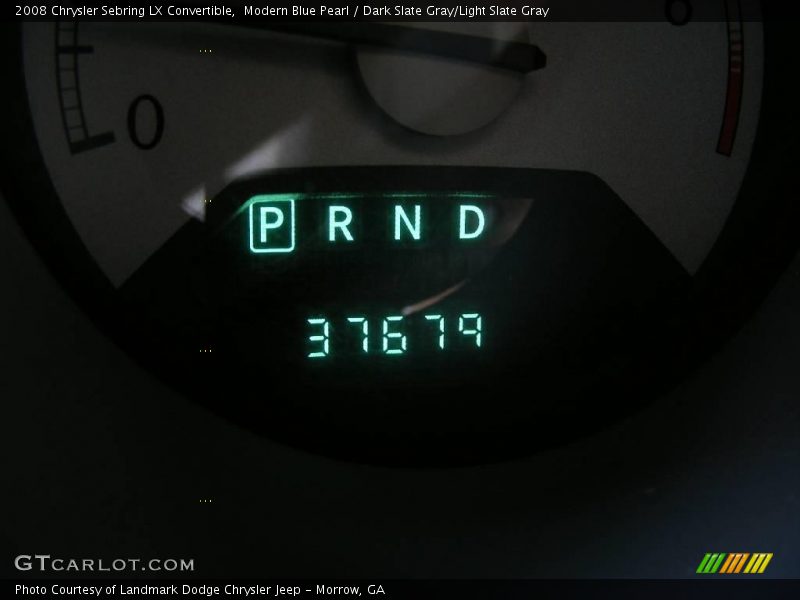 2008 Chrysler Sebring LX Convertible,  Modern Blue Pearl / Dark Slate Gray/Light Slate Gray
0
0
P R N D
37679
GTCARLOT.COM
Photo Courtesy of Landmark Dodge Chrysler Jeep – Morrow, GA